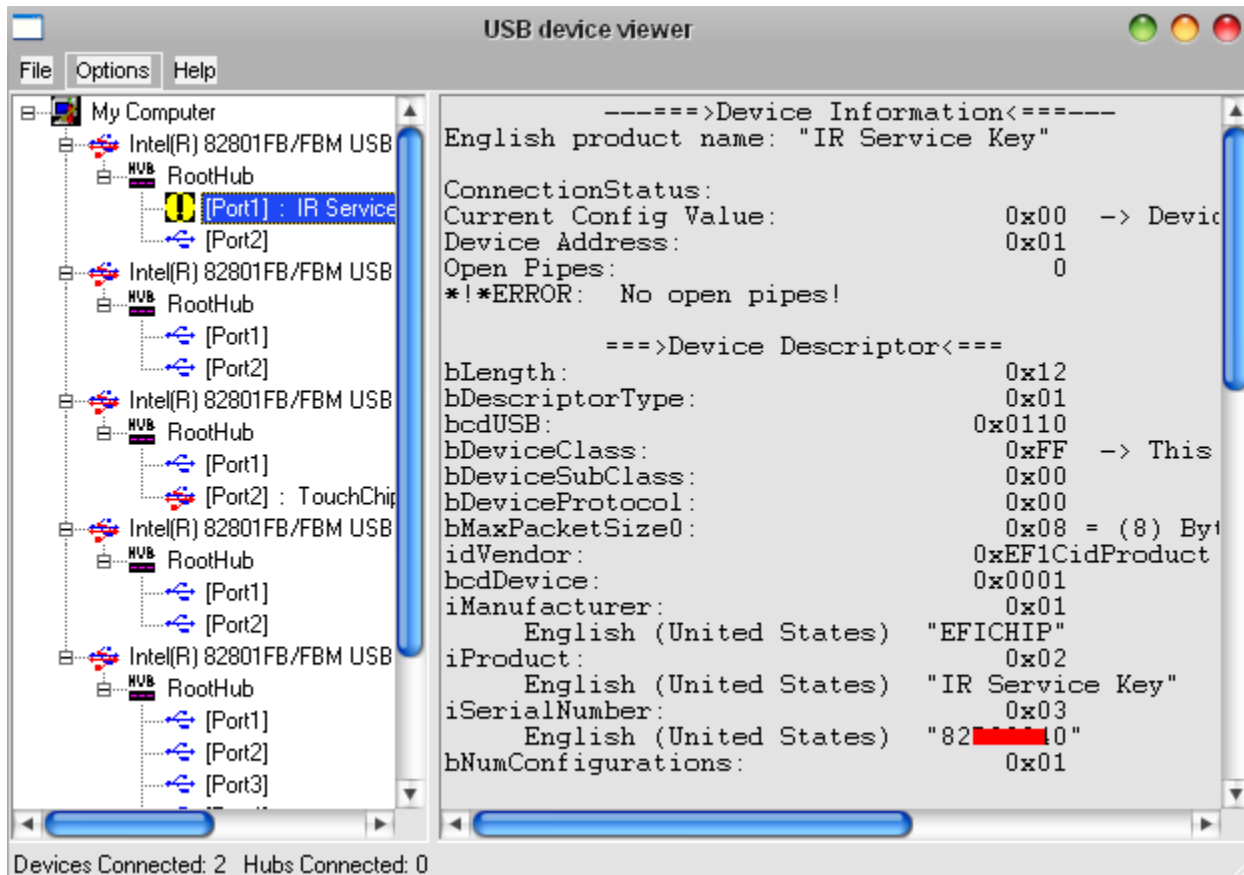 USB device viewer
File Options Help
My Computer
Intel(R) 82801FB/FBM USB
RootHub
[Port1] : IR Service
[Port2]
Intel(R) 82801FB/FBM USB
RootHub
[Port1]
[Port2]
Intel(R) 82801FB/FBM USB
RootHub
[Port1]
[Port2] : TouchChip
Intel(R) 82801FB/FBM USB
RootHub
[Port1]
[Port2]
Intel(R) 82801FB/FBM USB
RootHub
[Port1]
[Port2]
[Port3]
---===>Device Information<===---
English product name: "IR Service Key"
ConnectionStatus:
Current Config Value: 0x00 -> Devic
Device Address: 0x01
Open Pipes: 0
*!*ERROR: No open pipes!
===>Device Descriptor<===
bLength: 0x12
bDescriptorType: 0x01
bcdUSB: 0x0110
bDeviceClass: 0xFF -> This
bDeviceSubClass: 0x00
bDeviceProtocol: 0x00
bMaxPacketSize0: 0x08 = (8) Byt
idVendor: 0xEF1CidProduct
bcdDevice: 0x0001
iManufacturer: 0x01
English (United States) "EFICHIP"
iProduct: 0x02
English (United States) "IR Service Key"
iSerialNumber: 0x03
English (United States) "82 0"
bNumConfigurations: 0x01
Devices Connected: 2 Hubs Connected: 0